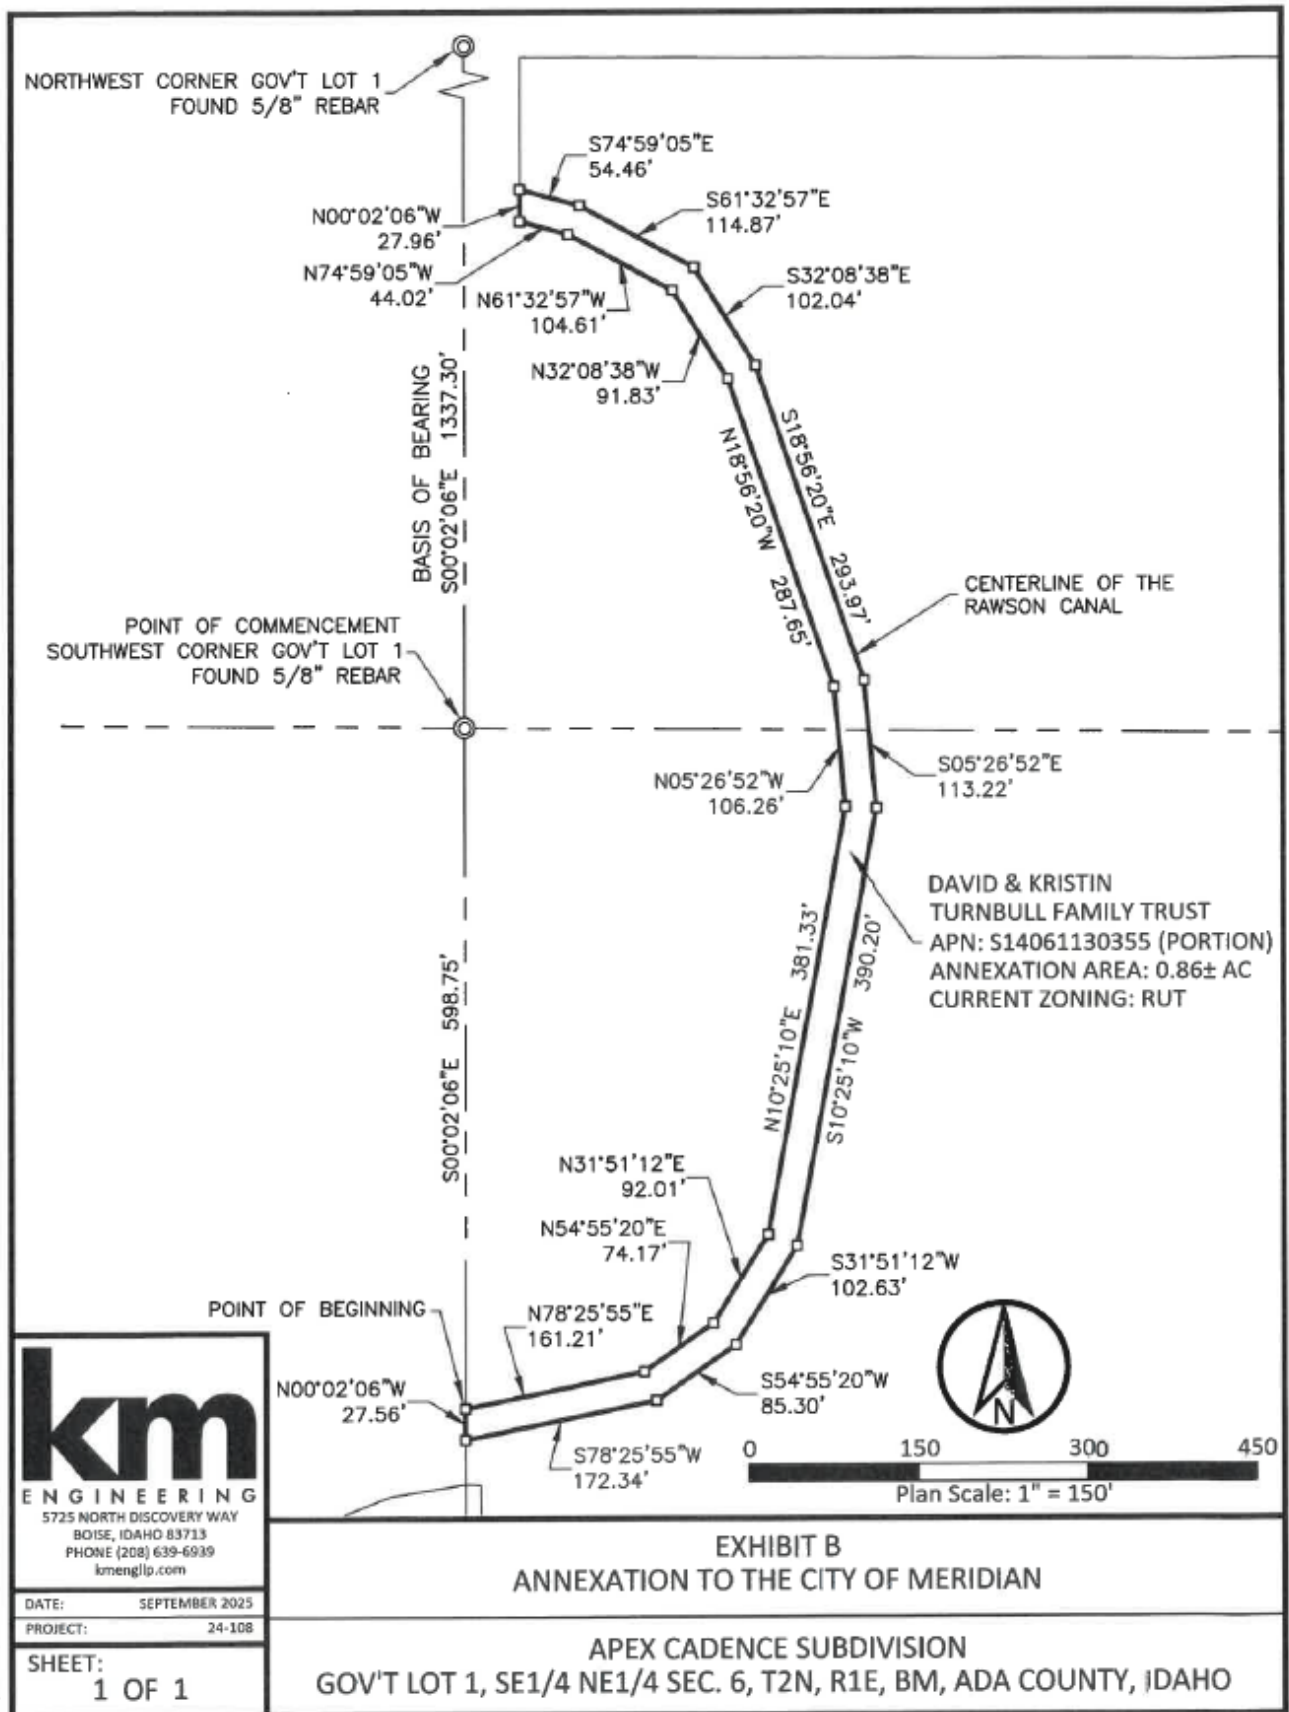 NORTHWEST CORNER GOV'T LOT 1
FOUND 5/8" REBAR
S74°59'05"E
54.46'
S61°32'57"E
114.87'
N00°02'06"W
27.96'
N74°59'05"W
44.02'
S32°08'38"E
102.04'
N61°32'57"W
104.61'
N32°08'38"W
91.83'
BASIS OF BEARING
S00°02'06"E 1337.30'
S18°56'20"E 293.97'
N18°56'20"W 287.65'
CENTERLINE OF THE
RAWSON CANAL
POINT OF COMMENCEMENT
SOUTHWEST CORNER GOV'T LOT 1
FOUND 5/8" REBAR
N05°26'52"W
106.26'
S05°26'52"E
113.22'
DAVID & KRISTIN
TURNBULL FAMILY TRUST
APN: S14061130355 (PORTION)
ANNEXATION AREA: 0.86± AC
CURRENT ZONING: RUT
S00°02'06"E 598.75'
N10°25'10"E 381.33'
S10°25'10"W 390.20'
N31°51'12"E
92.01'
N54°55'20"E
74.17'
S31°51'12"W
102.63'
POINT OF BEGINNING
N78°25'55"E
161.21'
N00°02'06"W
27.56'
S54°55'20"W
85.30'
S78°25'55"W
172.34'
N
0 150 300 450
Plan Scale: 1" = 150'
km
ENGINEERING
5725 NORTH DISCOVERY WAY
BOISE, IDAHO 83713
PHONE (208) 639-6939
kmengllp.com
DATE: SEPTEMBER 2025
PROJECT: 24-108
SHEET:
1 OF 1
EXHIBIT B
ANNEXATION TO THE CITY OF MERIDIAN
APEX CADENCE SUBDIVISION
GOV'T LOT 1, SE1/4 NE1/4 SEC. 6, T2N, R1E, BM, ADA COUNTY, IDAHO